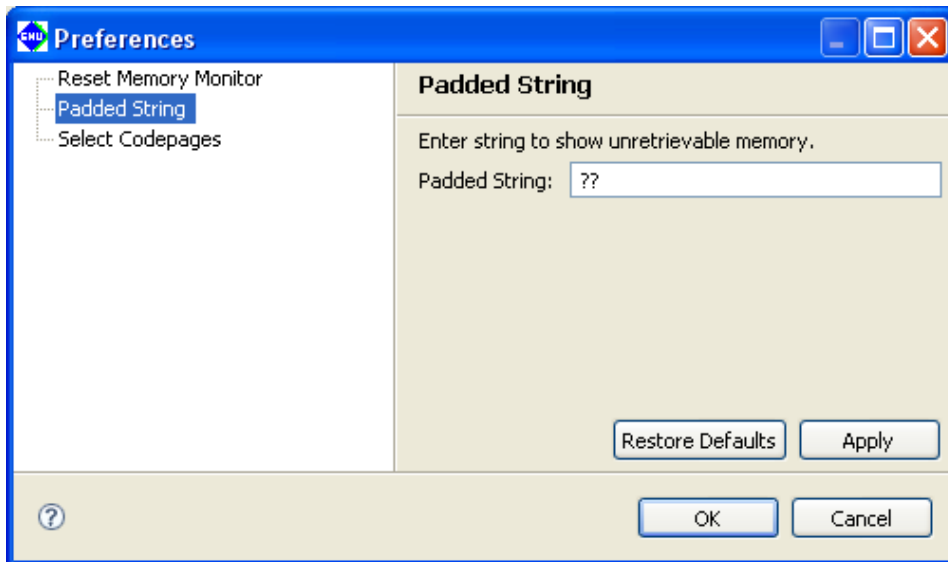 EMU Preferences
Reset Memory Monitor
Padded String
Select Codepages
Padded String
Enter string to show unretrievable memory.
Padded String: ??
Restore Defaults Apply
? OK Cancel